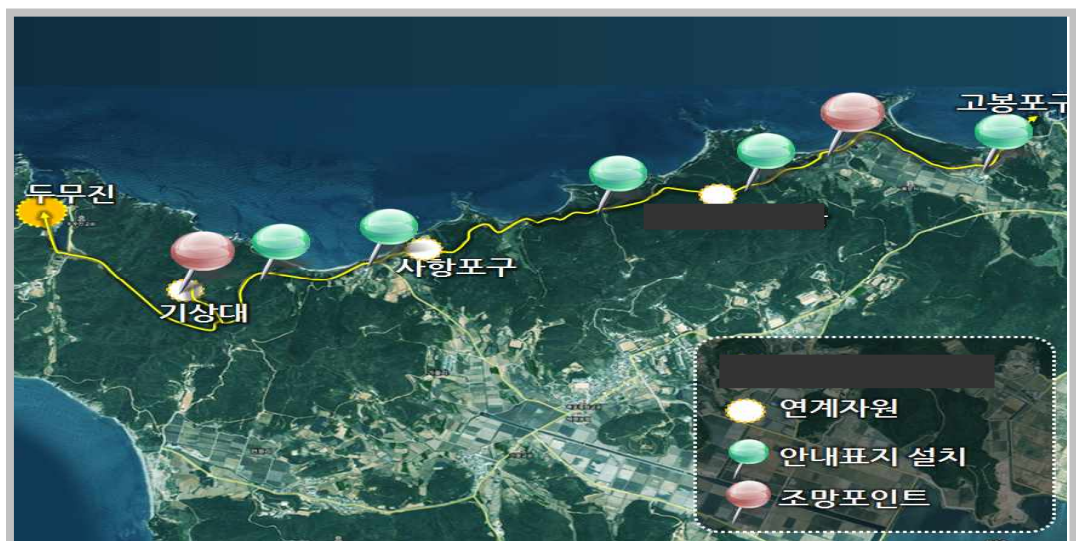 고봉포구
두무진
사항포구
기상대
연계자원
안내표지 설치
조망포인트